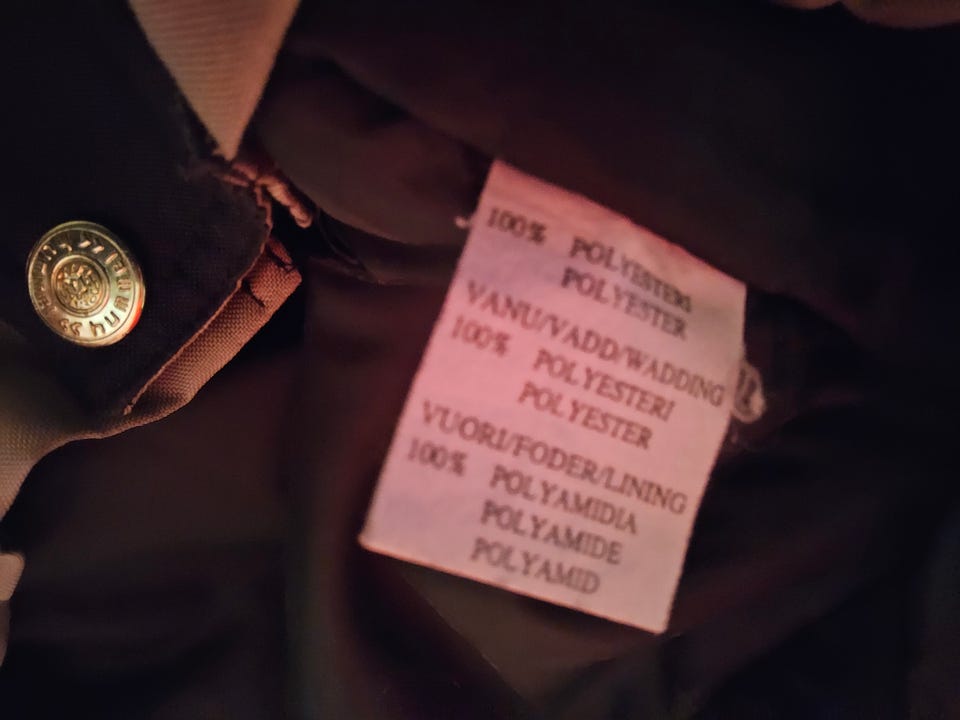 100% POLYESTERI
POLYESTER
VANU/VADD/WADDING
100% POLYESTERI
POLYESTER
VUORI/FODER/LINING
100% POLYAMIDIA
POLYAMIDE
POLYAMID